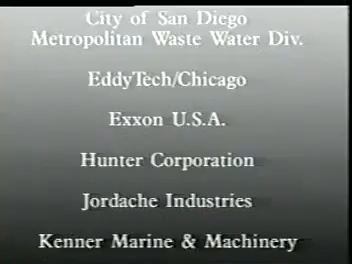 City of San Diego
Metropolitan Waste Water Div.
EddyTech/Chicago
Exxon U.S.A.
Hunter Corporation
Jordache Industries
Kenner Marine & Machinery